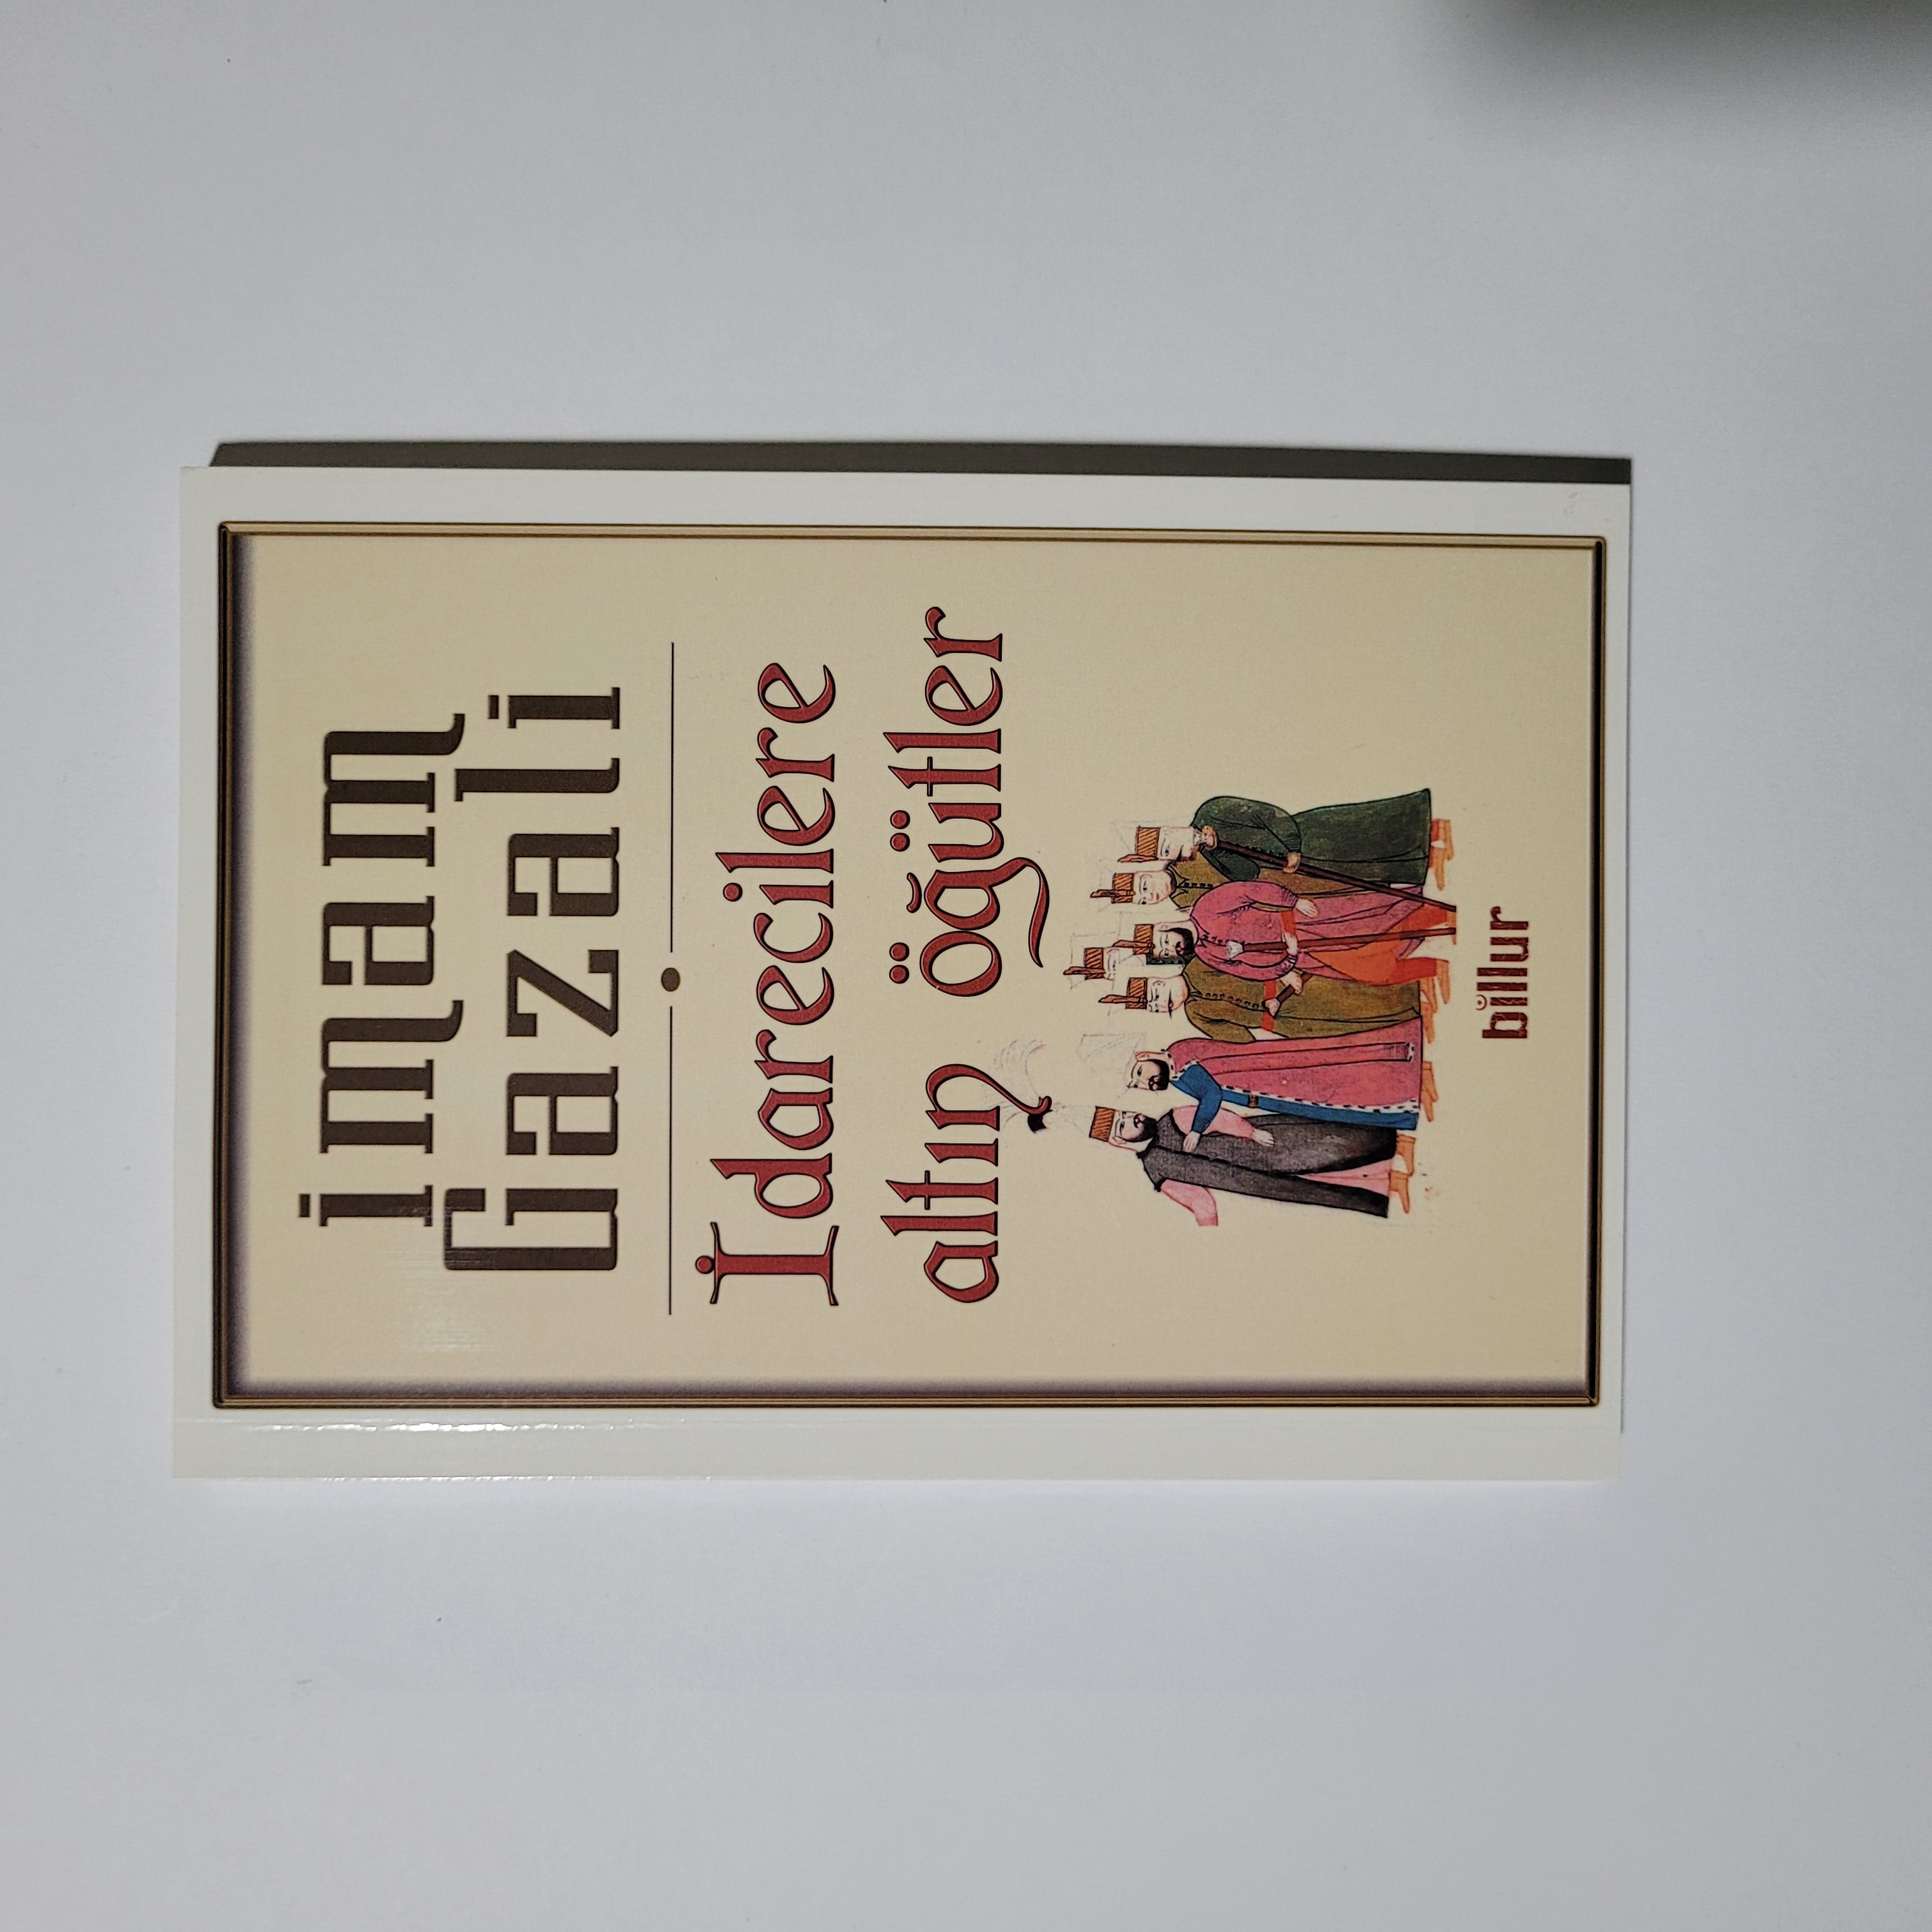 imam
Gazali
İdarecilere
altın öğütler
billur